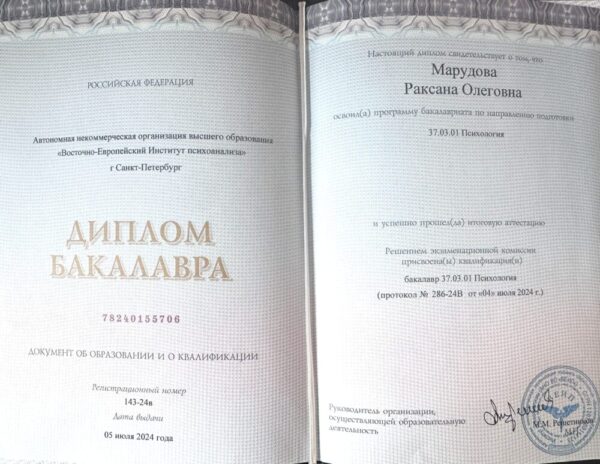 РОССИЙСКАЯ ФЕДЕРАЦИЯ
Автономная некоммерческая организация высшего образования
«Восточно-Европейский Институт психоанализа»
г Санкт-Петербург
ДИПЛОМ
БАКАЛАВРА
78240155706
ДОКУМЕНТ ОБ ОБРАЗОВАНИИ И О КВАЛИФИКАЦИИ
Регистрационный номер
143-24в
Дата выдачи
05 июля 2024 года
Настоящий диплом свидетельствует о том, что
Марудова
Раксана Олеговна
освоил(а) программу бакалавриата по направлению подготовки
37.03.01 Психология
и успешно прошел(ла) итоговую аттестацию
Решением экзаменационной комиссии
присвоена(ы) квалификация(и)
бакалавр 37.03.01 Психология
(протокол № 286-24В от «04» июля 2024 г.)
Руководитель организации,
осуществляющей образовательную
деятельность
М.М. Решетников